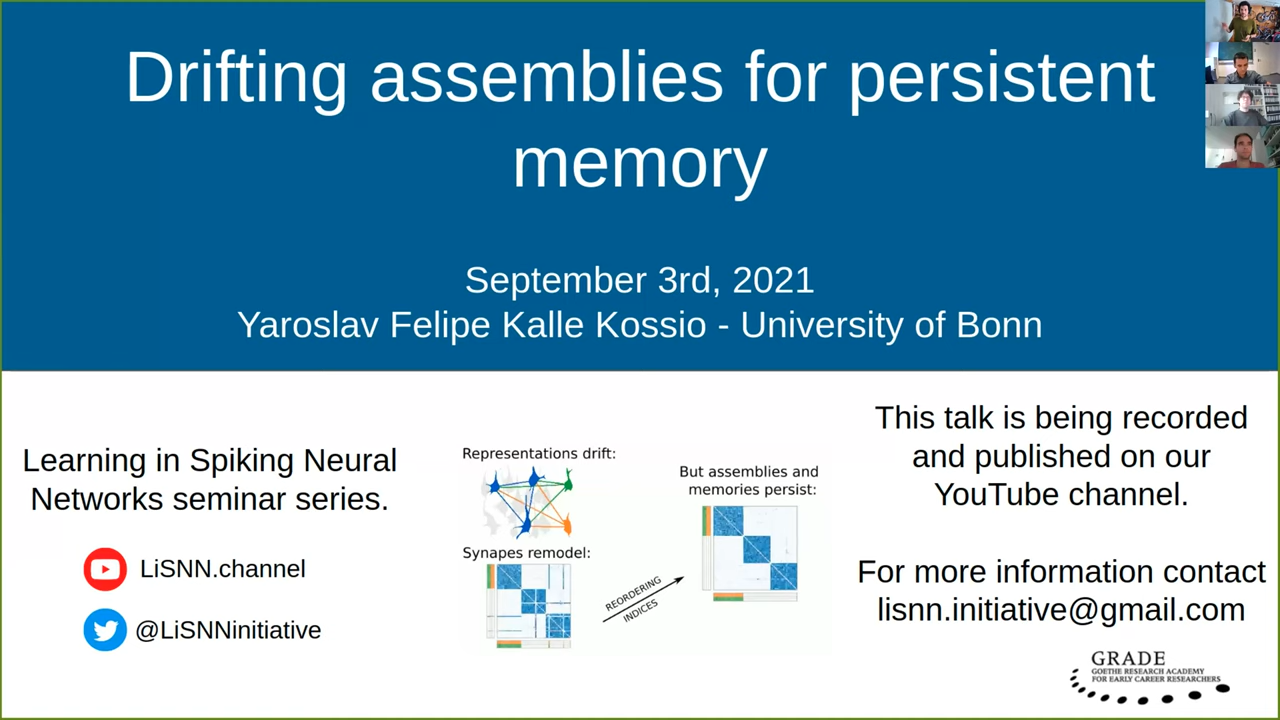 Drifting assemblies for persistent
memory
September 3rd, 2021
Yaroslav Felipe Kalle Kossio - University of Bonn
Learning in Spiking Neural
Networks seminar series.
LiSNN.channel
@LiSNNinitiative
Representations drift:
Synapes remodel:
REORDERING
INDICES
But assemblies and
memories persist:
This talk is being recorded
and published on our
YouTube channel.
For more information contact
lisnn.initiative@gmail.com
GRADE
GOETHE RESEARCH ACADEMY
FOR EARLY CAREER RESEARCHERS